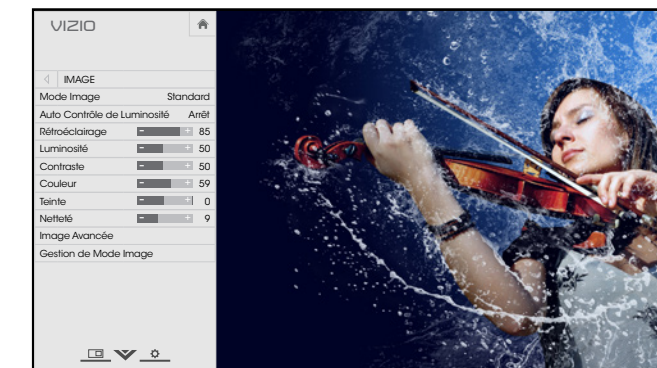 VIZIO
IMAGE
Mode Image Standard
Auto Contrôle de Luminosité Arrêt
Rétroéclairage - + 85
Luminosité - + 50
Contraste - + 50
Couleur - + 59
Teinte - + 0
Netteté - + 9
Image Avancée
Gestion de Mode Image